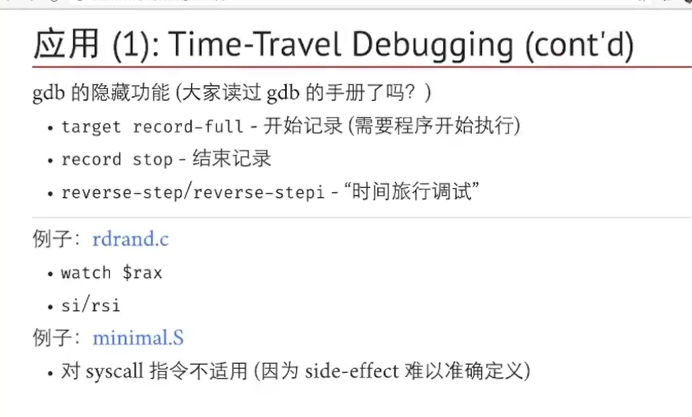 应用 (1): Time-Travel Debugging (cont'd)
gdb 的隐藏功能 (大家读过 gdb 的手册了吗？)
• target record-full - 开始记录 (需要程序开始执行)
• record stop - 结束记录
• reverse-step/reverse-stepi - “时间旅行调试”
例子：rdrand.c
• watch $rax
• si/rsi
例子：minimal.S
• 对 syscall 指令不适用 (因为 side-effect 难以准确定义)